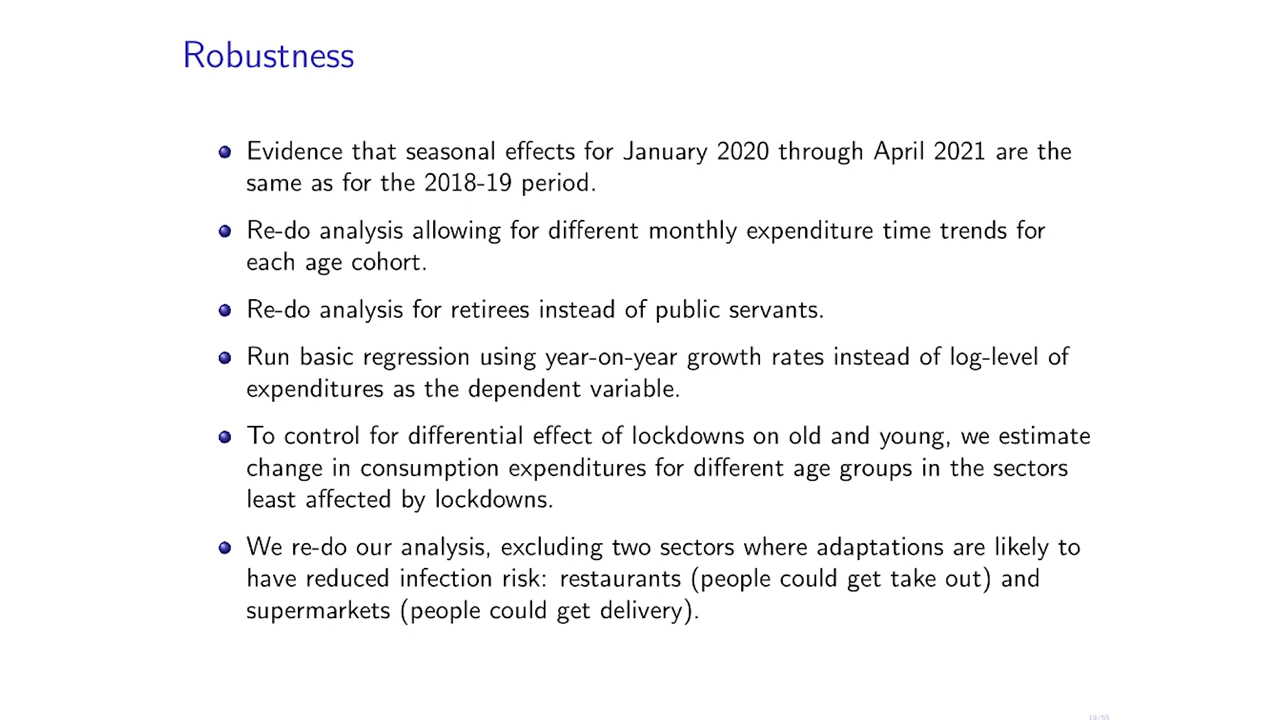 Robustness
Evidence that seasonal effects for January 2020 through April 2021 are the
same as for the 2018-19 period.
Re-do analysis allowing for different monthly expenditure time trends for
each age cohort.
Re-do analysis for retirees instead of public servants.
Run basic regression using year-on-year growth rates instead of log-level of
expenditures as the dependent variable.
To control for differential effect of lockdowns on old and young, we estimate
change in consumption expenditures for different age groups in the sectors
least affected by lockdowns.
We re-do our analysis, excluding two sectors where adaptations are likely to
have reduced infection risk: restaurants (people could get take out) and
supermarkets (people could get delivery).
19/55